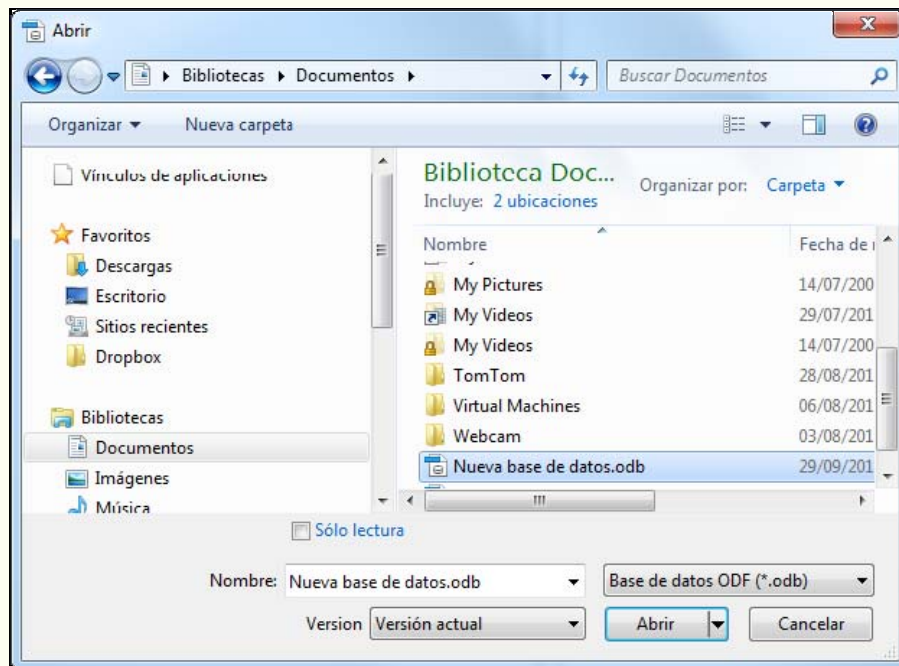 Abrir
Bibliotecas Documentos Buscar Documentos
Organizar Nueva carpeta
Vínculos de aplicaciones
Favoritos
Descargas
Escritorio
Sitios recientes
Dropbox
Bibliotecas
Documentos
Imágenes
Música
Biblioteca Doc...
Incluye: 2 ubicaciones
Organizar por: Carpeta
Nombre Fecha de
My Pictures 14/07/200
My Videos 29/07/201
My Videos 14/07/200
TomTom 28/08/201
Virtual Machines 06/08/201
Webcam 03/08/201
Nueva base de datos.odb 29/09/201
Sólo lectura
Nombre: Nueva base de datos.odb Base de datos ODF (*.odb)
Version Versión actual Abrir Cancelar